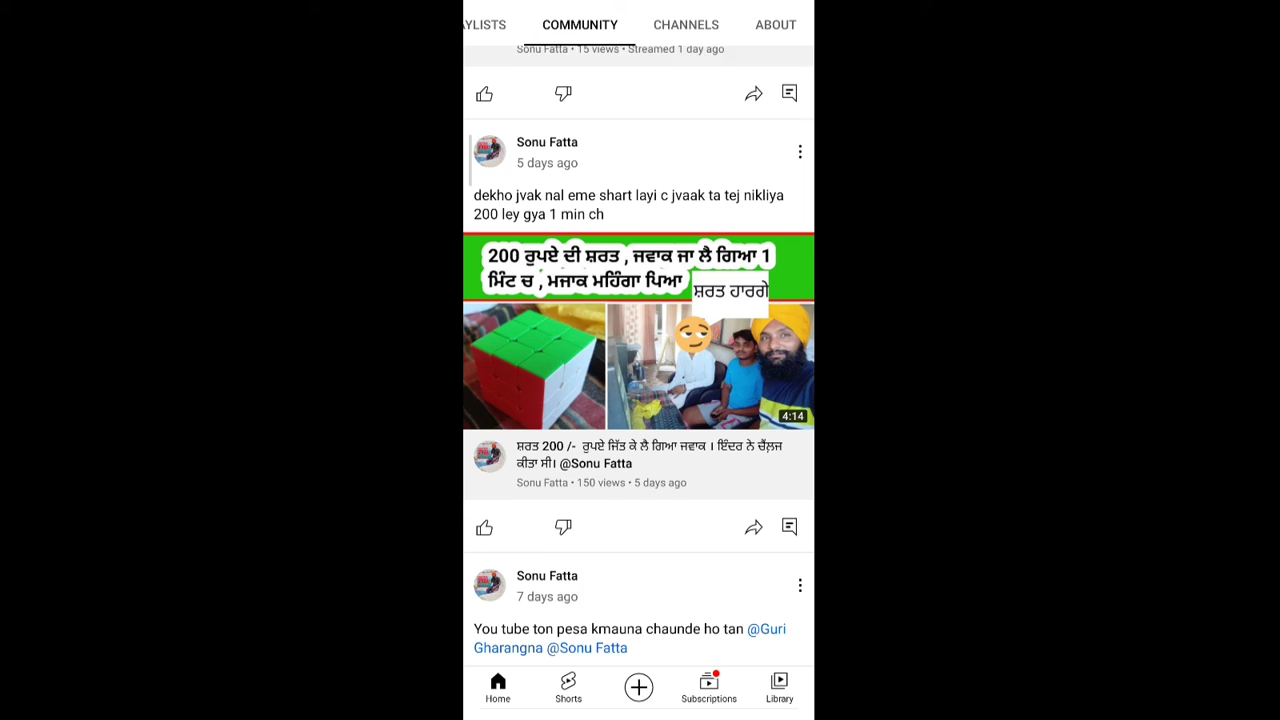 AYLISTS COMMUNITY CHANNELS ABOUT
Sonu Fatta • 15 views • Streamed 1 day ago
Sonu Fatta
5 days ago
dekho jvak nal eme shart layi c jvaak ta tej nikliya
200 ley gya 1 min ch
200 ਰੁਪਏ ਦੀ ਸ਼ਰਤ , ਜਵਾਕ ਜਾ ਲੈ ਗਿਆ 1
ਮਿੰਟ ਚ , ਮਜਾਕ ਮਹਿੰਗਾ ਪਿਆ
ਸ਼ਰਤ ਹਾਰਗੇ
4:14
ਸ਼ਰਤ 200 /- ਰੁਪਏ ਜਿੱਤ ਕੇ ਲੈ ਗਿਆ ਜਵਾਕ । ਇੰਦਰ ਨੇ ਚੈਂਲਜ
ਕੀਤਾ ਸੀ। @Sonu Fatta
Sonu Fatta • 150 views • 5 days ago
Sonu Fatta
7 days ago
You tube ton pesa kmauna chaunde ho tan @Guri
Gharangna @Sonu Fatta
Home Shorts Subscriptions Library